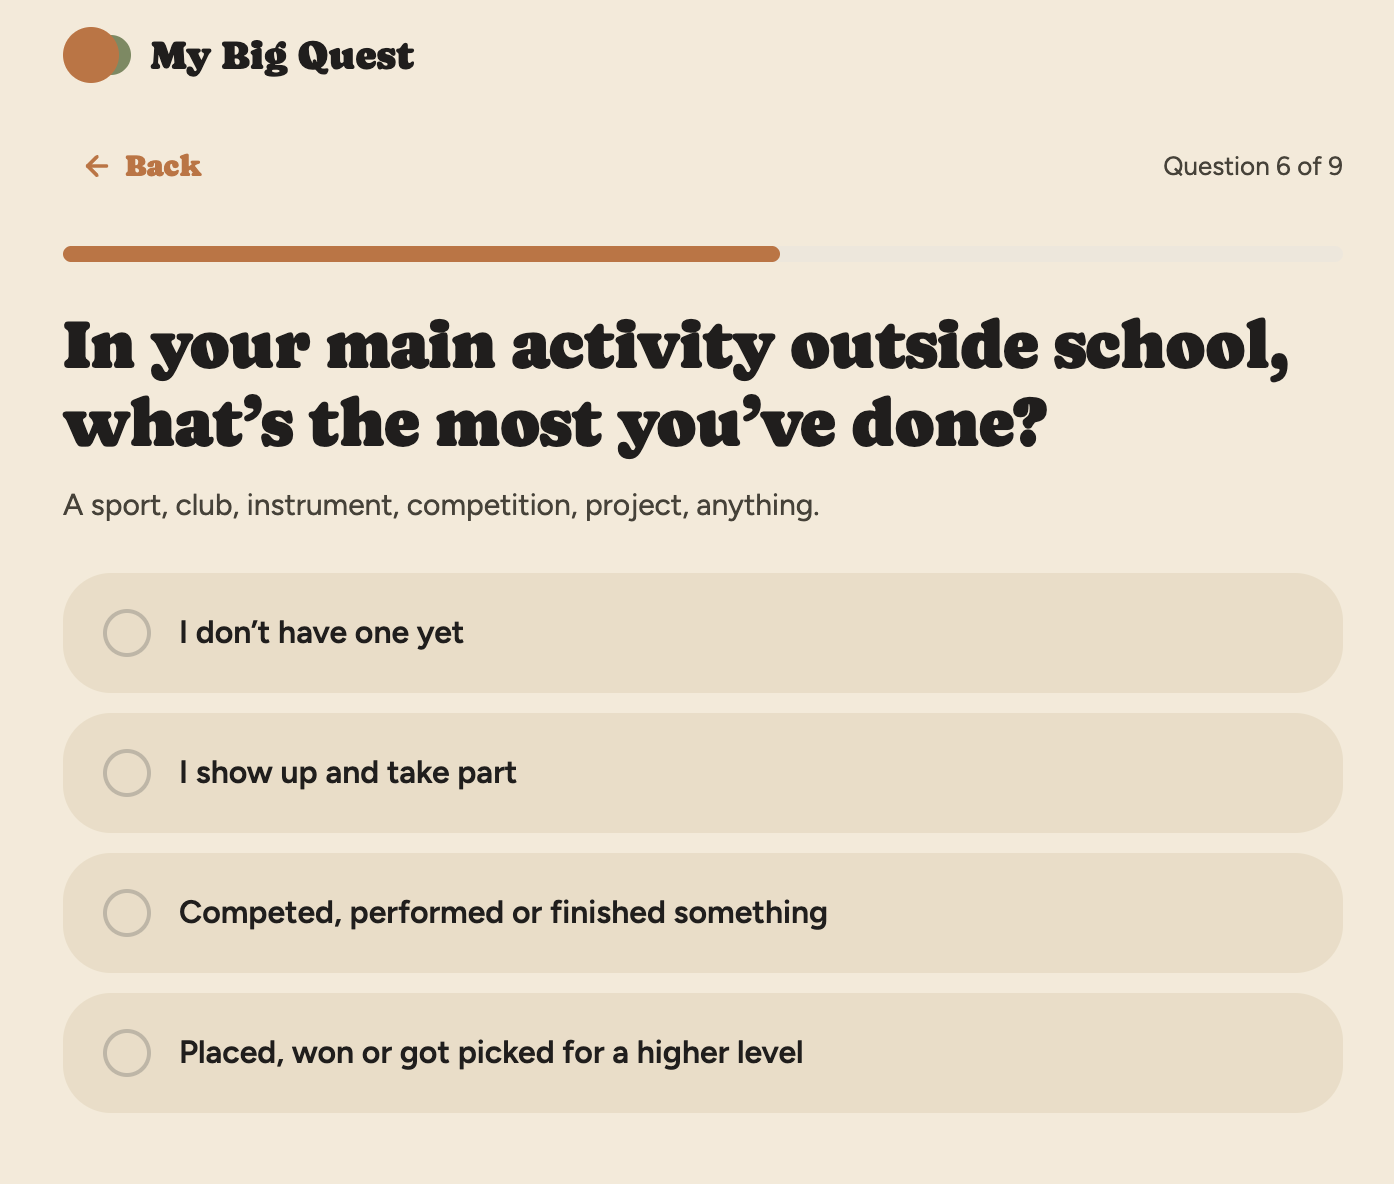 My Big Quest
Back
Question 6 of 9
In your main activity outside school,
what’s the most you’ve done?
A sport, club, instrument, competition, project, anything.
I don’t have one yet
I show up and take part
Competed, performed or finished something
Placed, won or got picked for a higher level